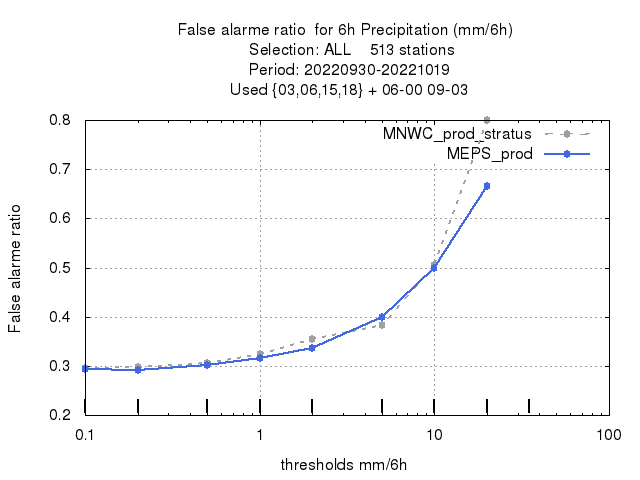 False alarme ratio  for 6h Precipitation (mm/6h)
Selection: ALL    513 stations
Period: 20220930-20221019
Used {03,06,15,18} + 06-00 09-03
MNWC_prod_stratus
MEPS_prod
False alarme ratio
0.8
0.7
0.6
0.5
0.4
0.3
0.2
0.1
1
10
100
thresholds mm/6h